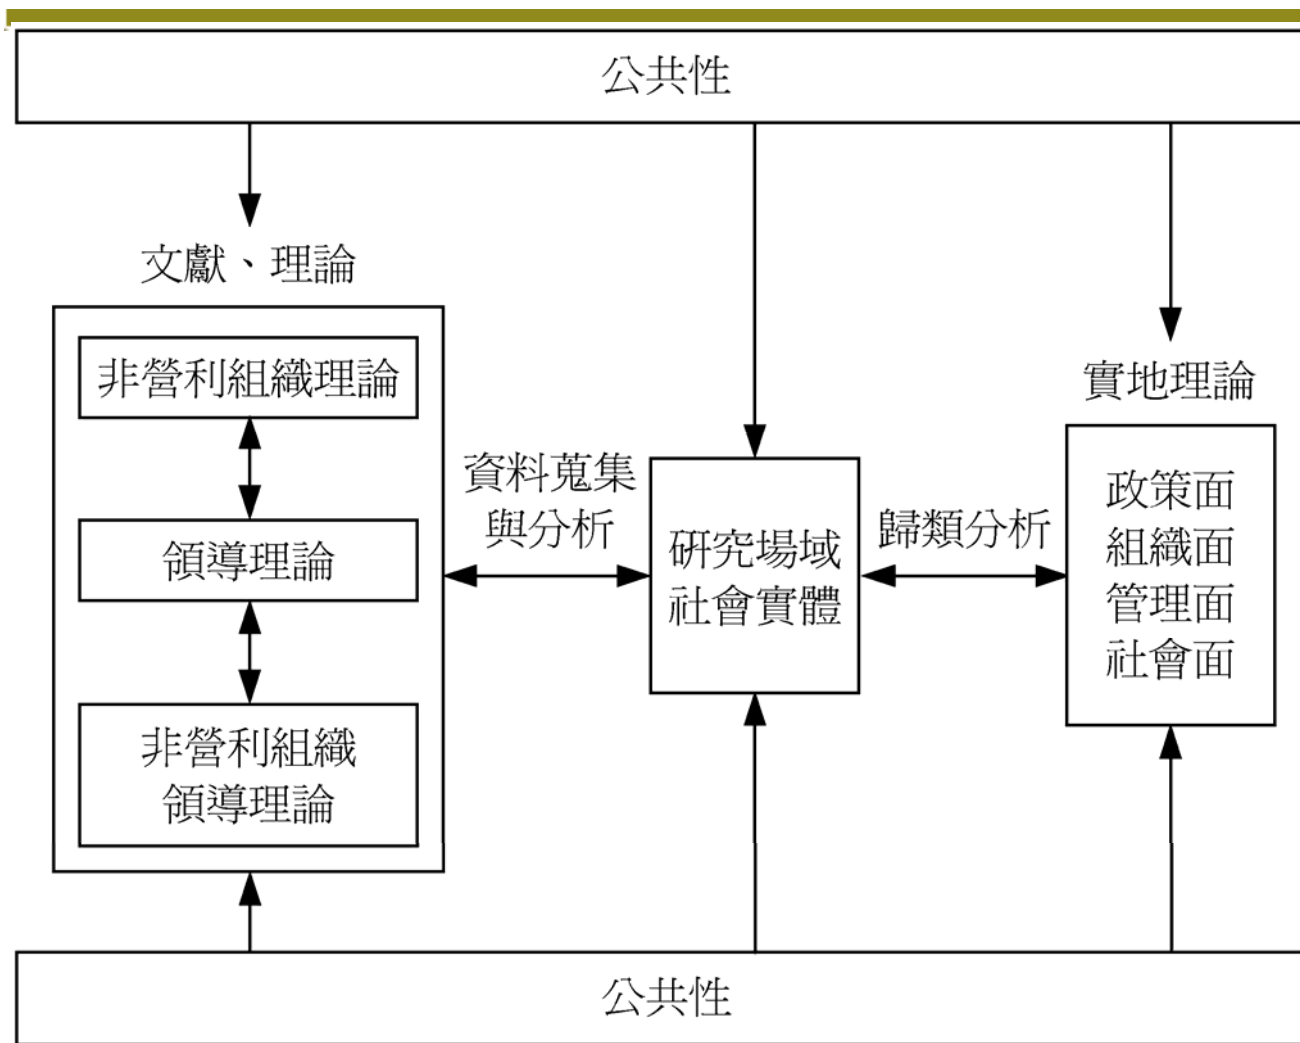 公共性
文獻、理論
非營利組織理論
領導理論
非營利組織
領導理論
資料蒐集
與分析
研究場域
社會實體
歸類分析
實地理論
政策面
組織面
管理面
社會面
公共性